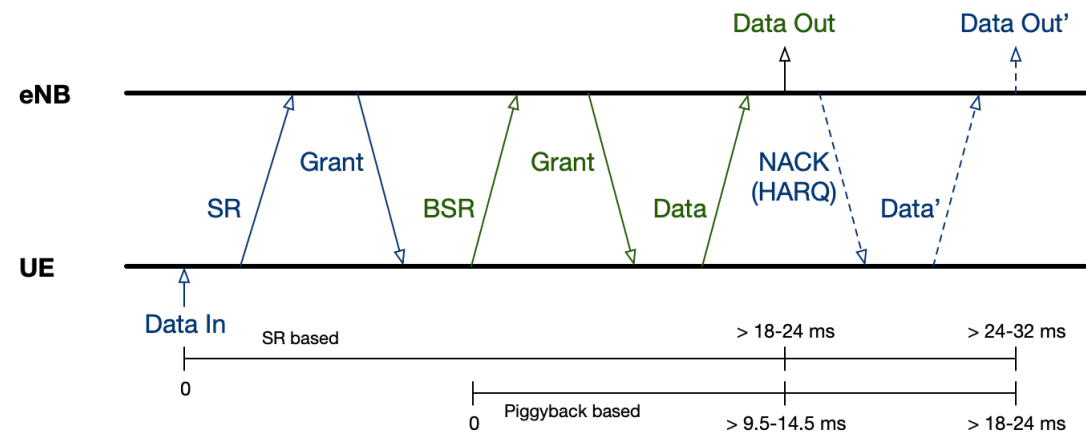 Data Out
Data Out’
eNB
Grant
Grant
NACK
(HARQ)
SR
BSR
Data
Data’
UE
Data In
SR based
> 18-24 ms
> 24-32 ms
0
Piggyback based
0
> 9.5-14.5 ms
> 18-24 ms